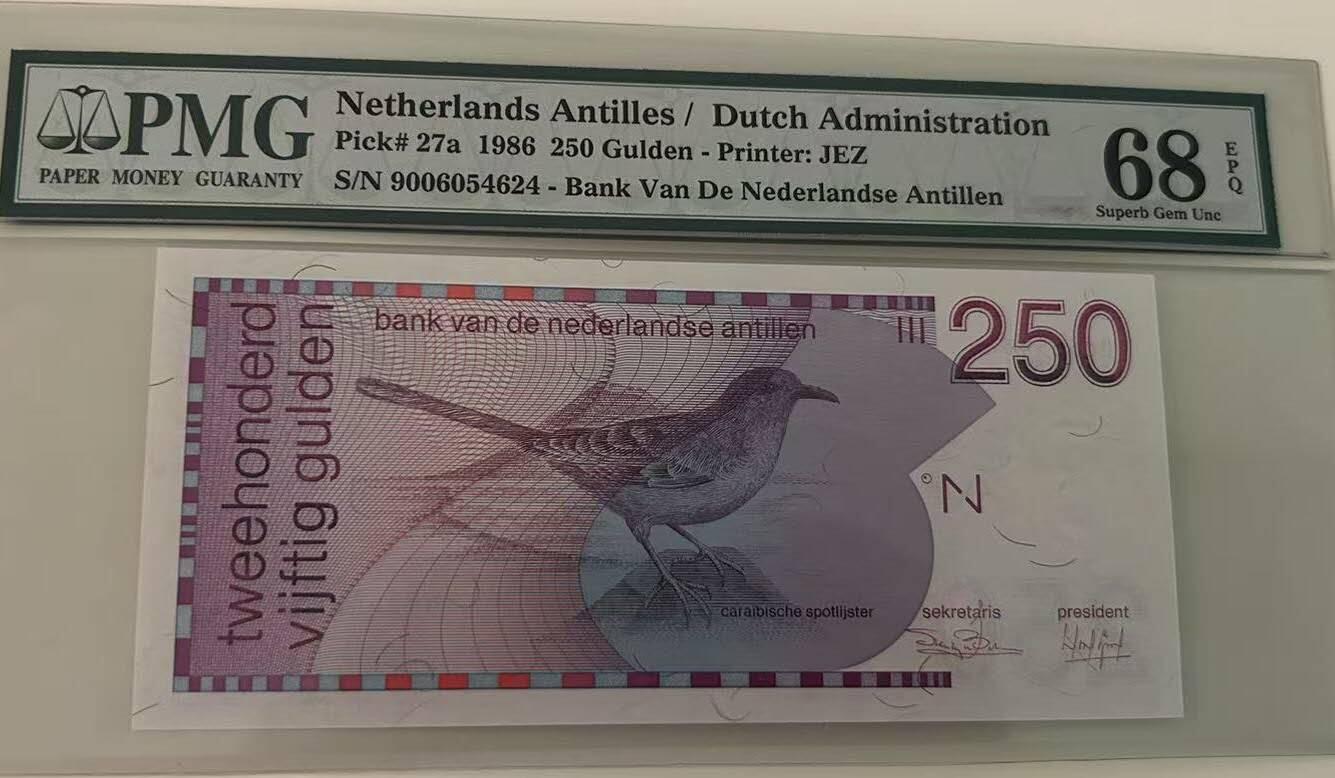 PMG
PAPER MONEY GUARANTY
Netherlands Antilles / Dutch Administration
Pick# 27a 1986 250 Gulden - Printer: JEZ
S/N 9006054624 - Bank Van De Nederlandse Antillen
68
EPQ
Superb Gem Unc
bank van de nederlandse antillen
250
tweehonderd
vijftig gulden
°N
caraibische spotlijster
sekretaris
president